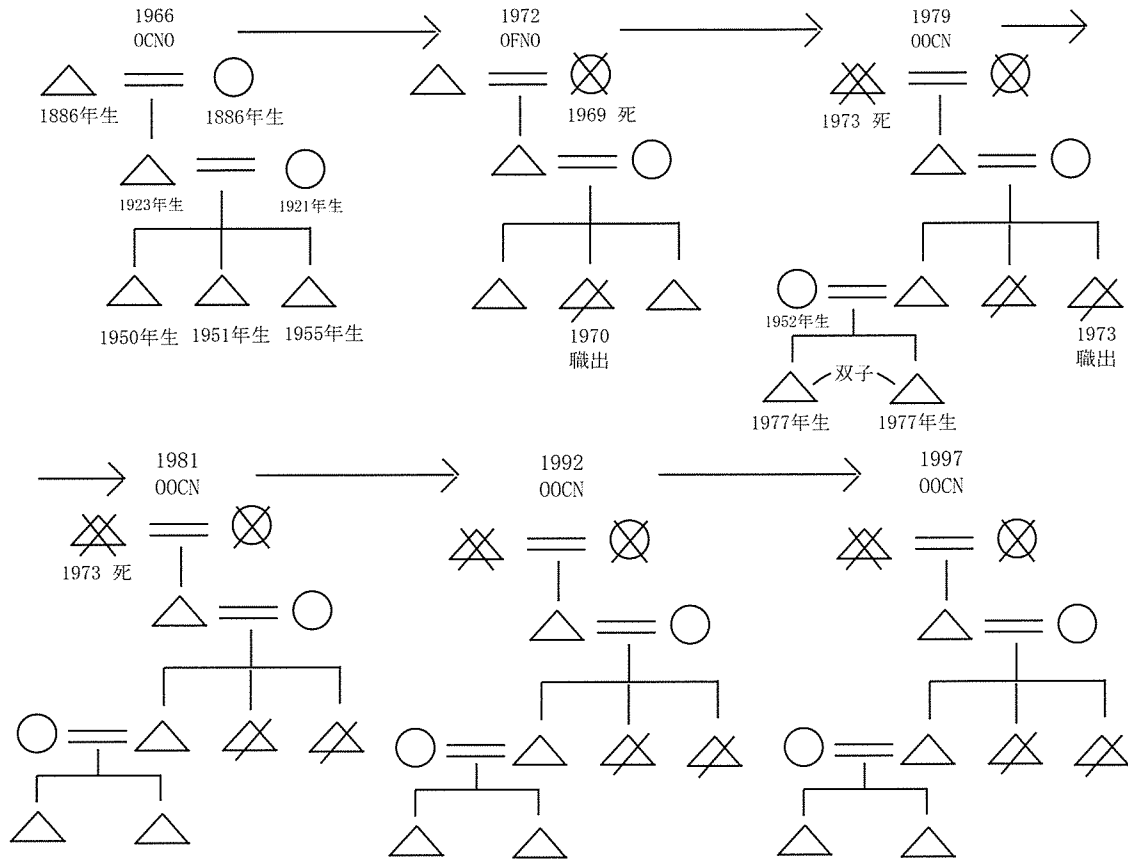 1966
OCNO
1972
OFNO
1979
OOCN
1886年生
1886年生
1969 死
1973 死
1923年生
1921年生
1950年生
1951年生
1955年生
1970
職出
1952年生
1973
職出
双子
1977年生
1977年生
1981
OOCN
1992
OOCN
1997
OOCN
1973 死